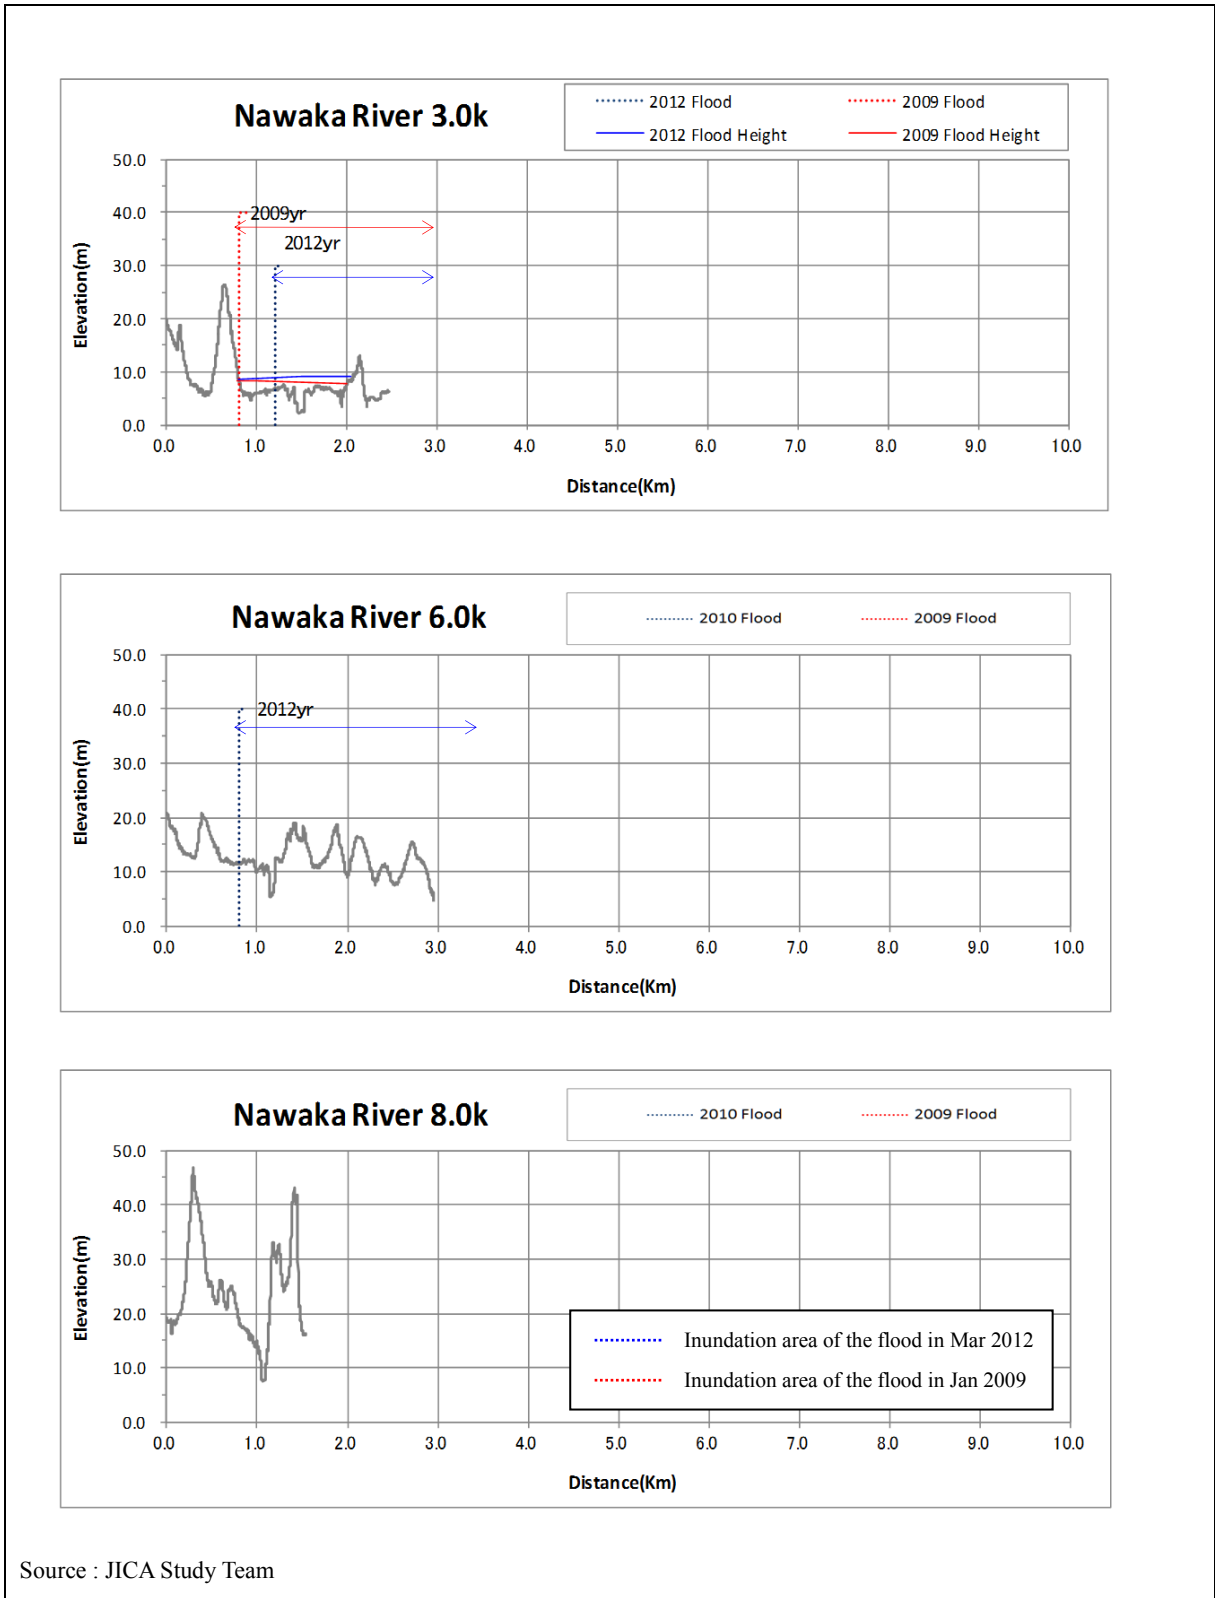 Nawaka River 3.0k
2012 Flood
2009 Flood
2012 Flood Height
2009 Flood Height
50.0
40.0
30.0
20.0
10.0
0.0
Elevation(m)
2009yr
2012yr
0.0 1.0 2.0 3.0 4.0 5.0 6.0 7.0 8.0 9.0 10.0
Distance(Km)
Nawaka River 6.0k
2010 Flood
2009 Flood
50.0
40.0
30.0
20.0
10.0
0.0
Elevation(m)
2012yr
0.0 1.0 2.0 3.0 4.0 5.0 6.0 7.0 8.0 9.0 10.0
Distance(Km)
Nawaka River 8.0k
2010 Flood
2009 Flood
50.0
40.0
30.0
20.0
10.0
0.0
Elevation(m)
Inundation area of the flood in Mar 2012
Inundation area of the flood in Jan 2009
0.0 1.0 2.0 3.0 4.0 5.0 6.0 7.0 8.0 9.0 10.0
Distance(Km)
Source : JICA Study Team